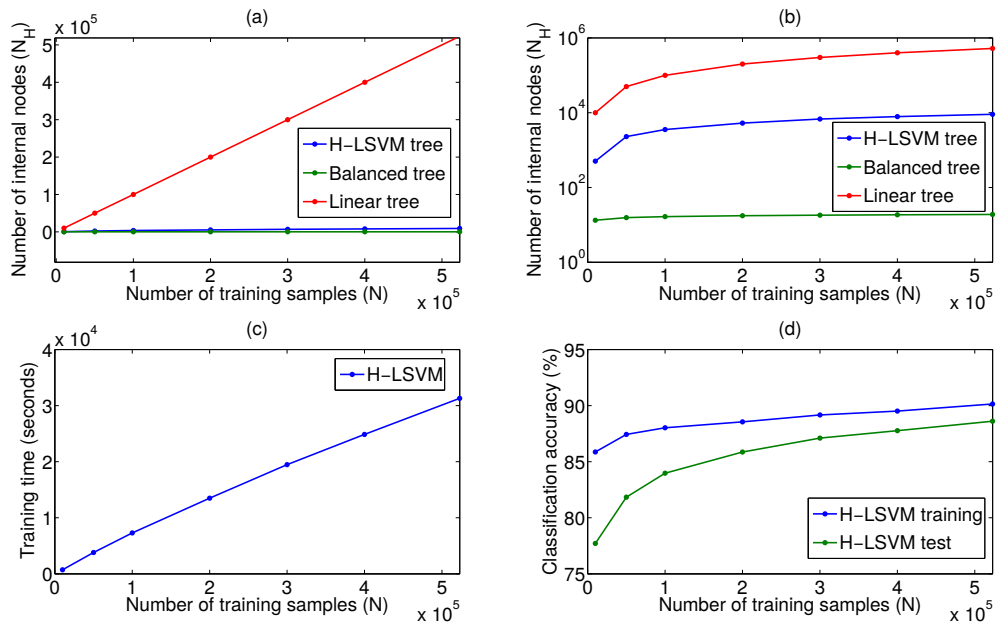 (a)
x 10^5
Number of internal nodes (N_H)
5
4
3
2
1
0
H−LSVM tree
Balanced tree
Linear tree
0 1 2 3 4 5
Number of training samples (N)
x 10^5
(b)
Number of internal nodes (N_H)
10^6
10^4
10^2
10^0
H−LSVM tree
Balanced tree
Linear tree
0 1 2 3 4 5
Number of training samples (N)
x 10^5
(c)
x 10^4
Training time (seconds)
4
3
2
1
0
H−LSVM
0 1 2 3 4 5
Number of training samples (N)
x 10^5
(d)
Classification accuracy (%)
95
90
85
80
75
H−LSVM training
H−LSVM test
0 1 2 3 4 5
Number of training samples (N)
x 10^5